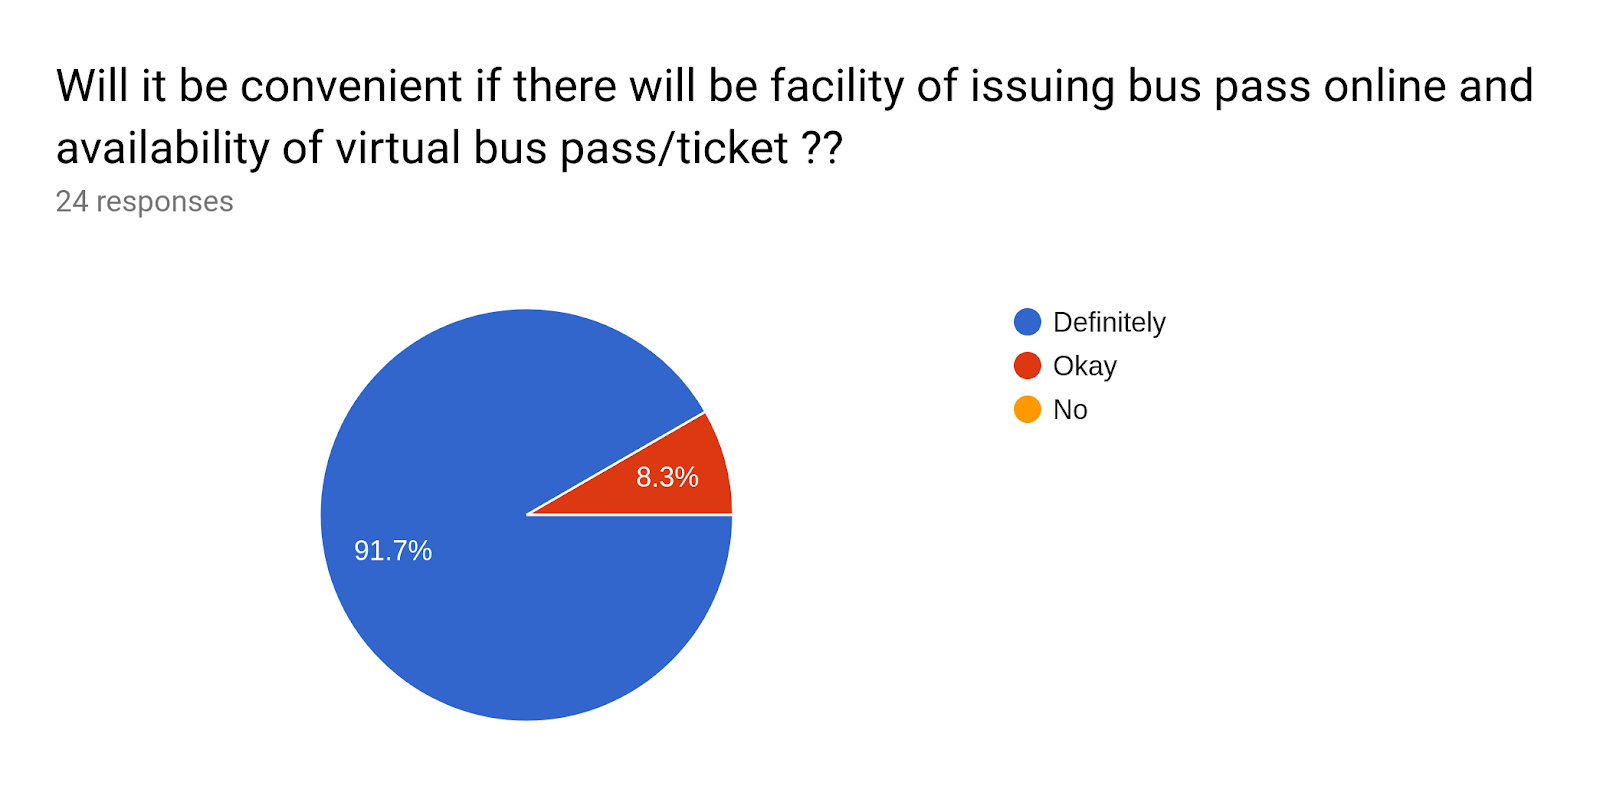 Will it be convenient if there will be facility of issuing bus pass online and
availability of virtual bus pass/ticket ??
24 responses
Definitely
Okay
No
8.3%
91.7%